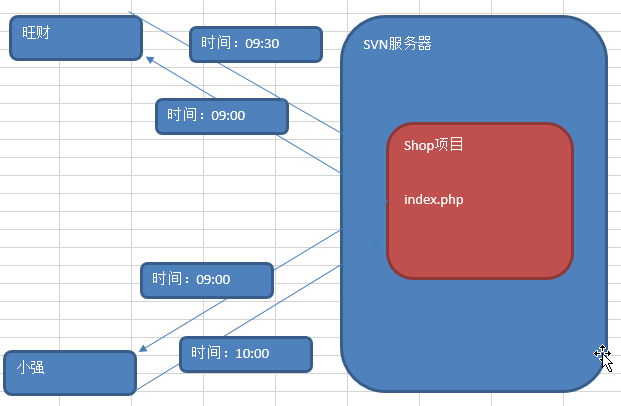 旺财
时间：09:30
SVN服务器
时间：09:00
Shop项目
index.php
时间：09:00
时间：10:00
小强